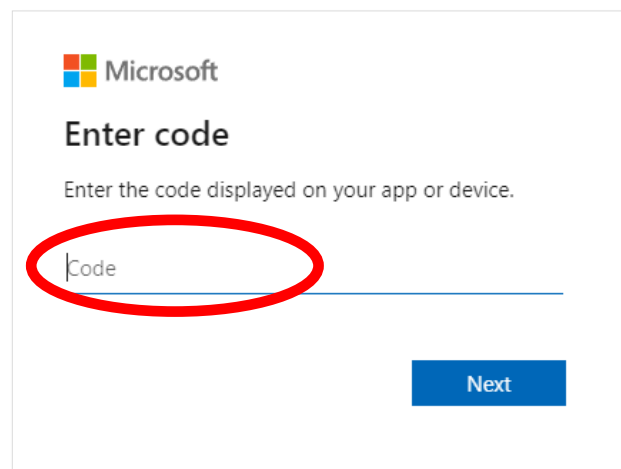 Microsoft
Enter code
Enter the code displayed on your app or device.
Code
Next